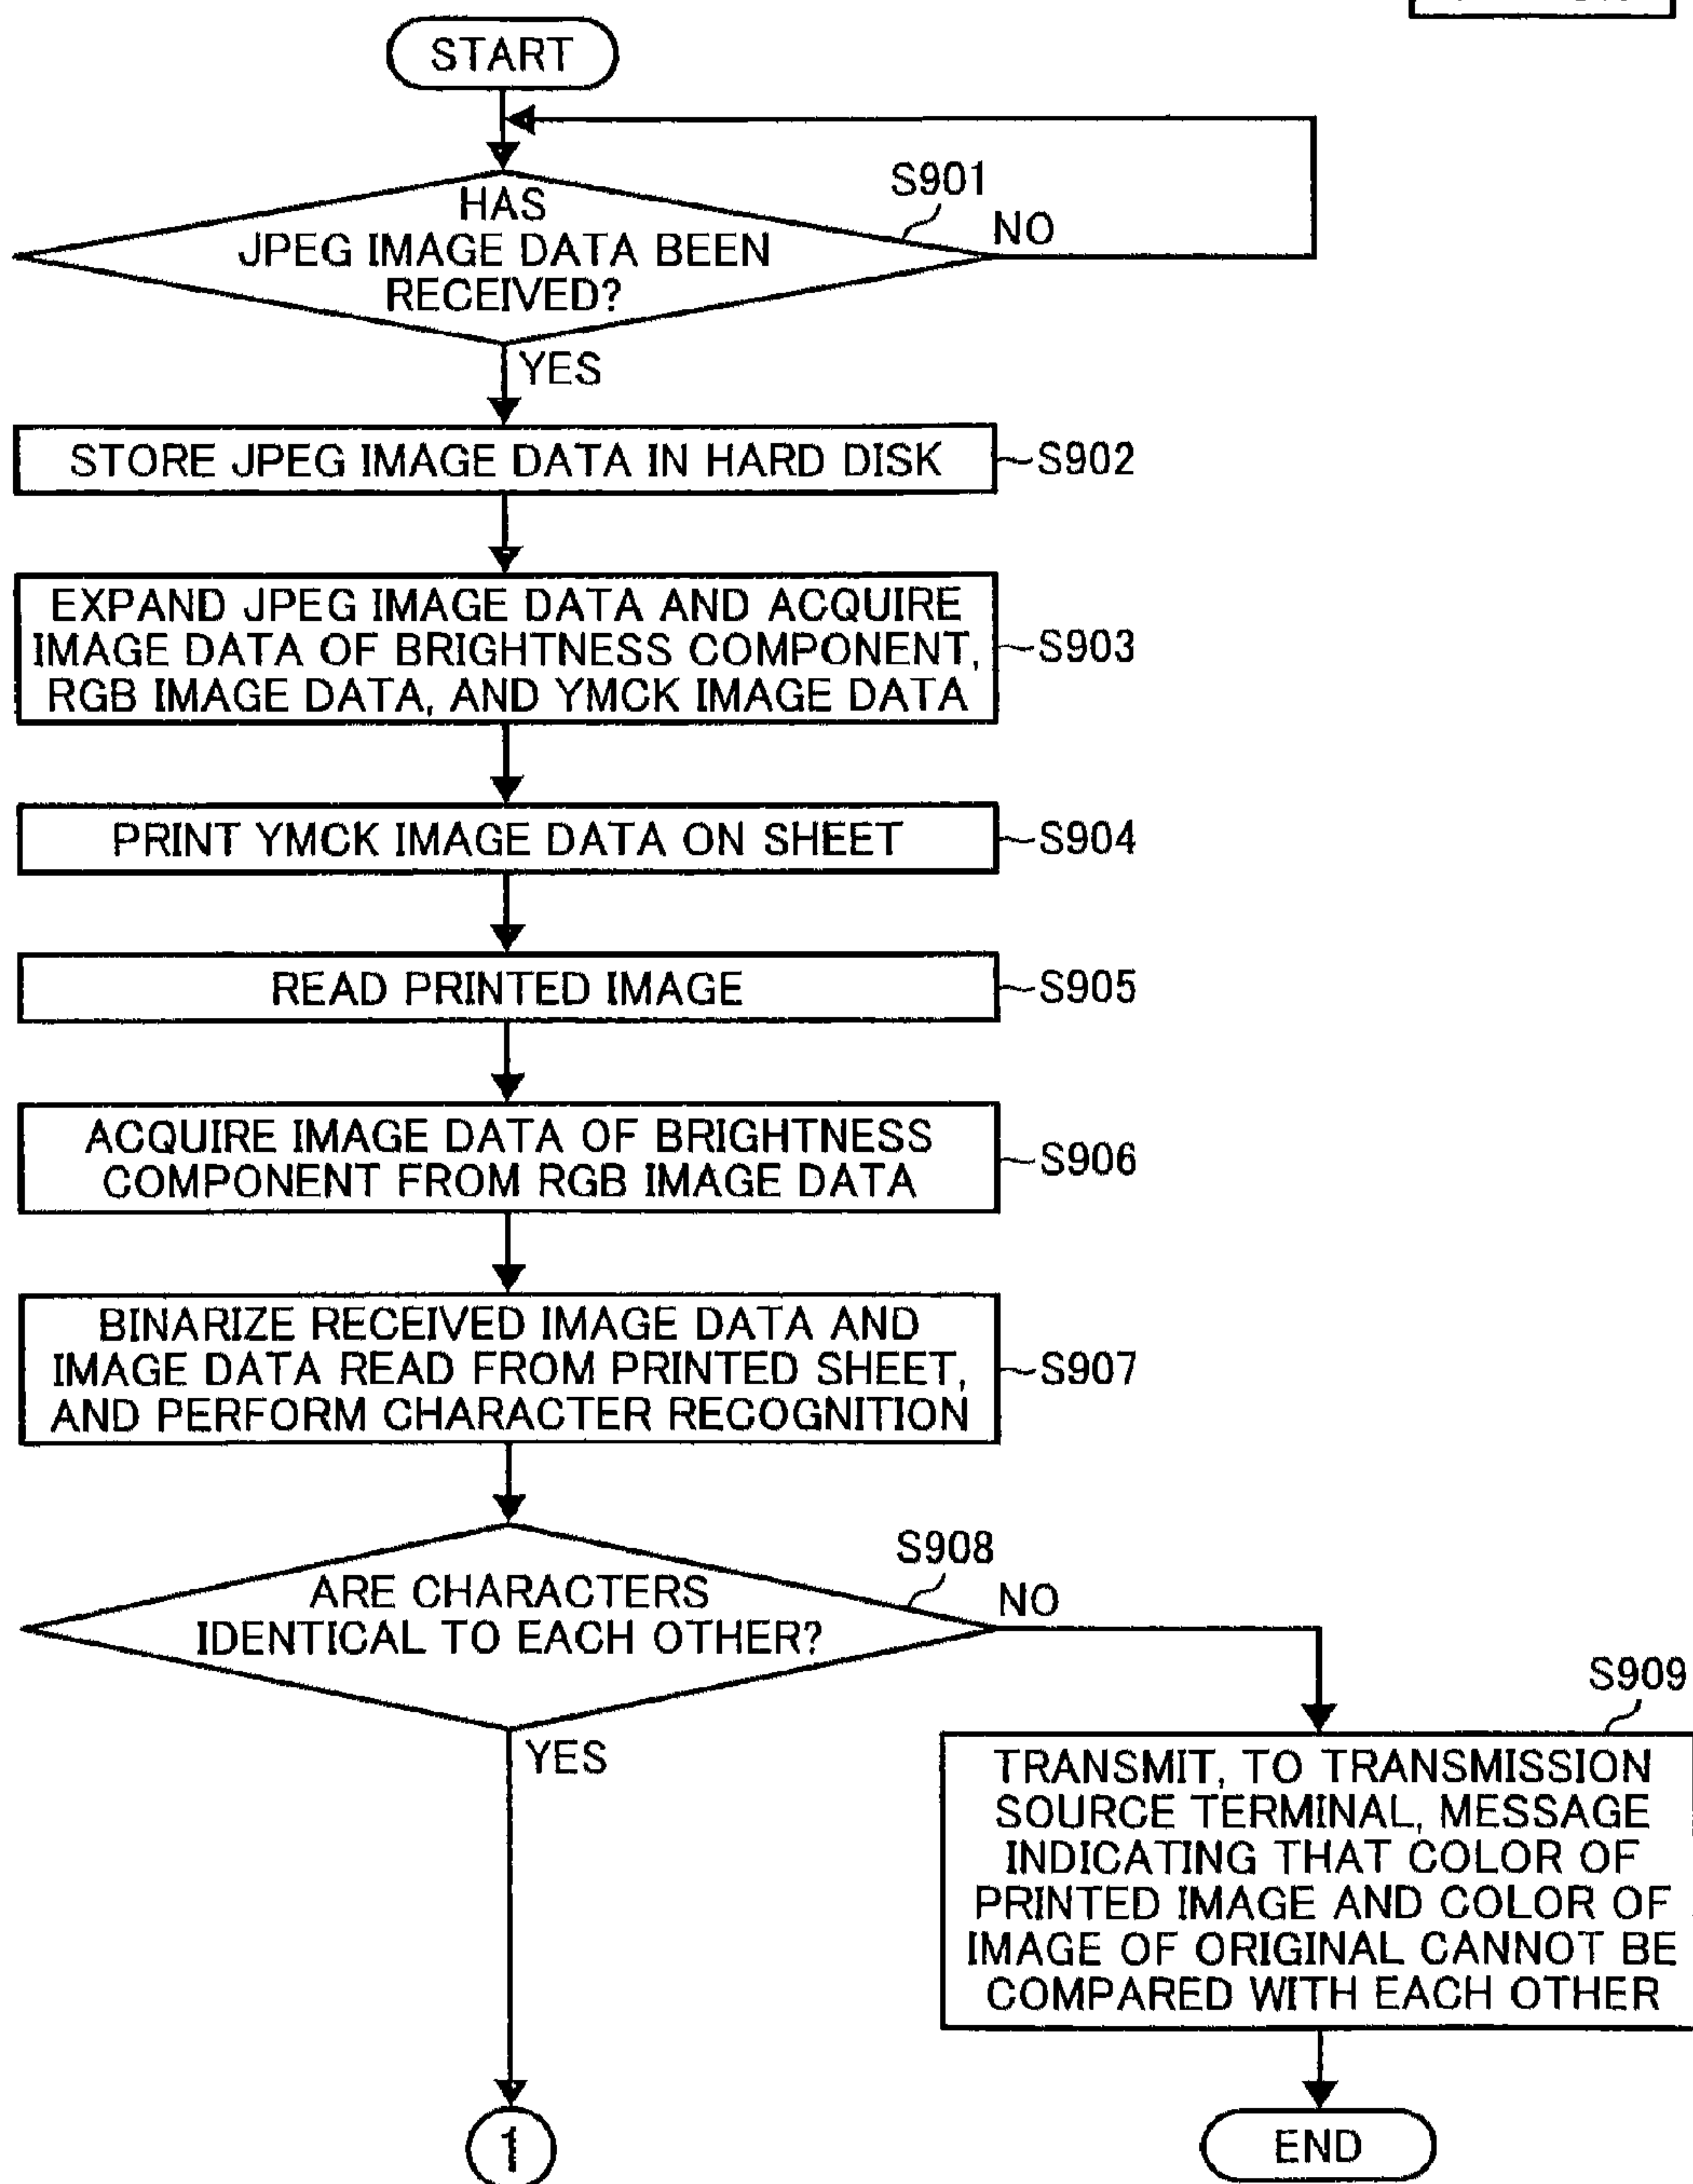 START
HAS
JPEG IMAGE DATA BEEN
RECEIVED?
S901
NO
YES
STORE JPEG IMAGE DATA IN HARD DISK
S902
EXPAND JPEG IMAGE DATA AND ACQUIRE
IMAGE DATA OF BRIGHTNESS COMPONENT,
RGB IMAGE DATA, AND YMCK IMAGE DATA
S903
PRINT YMCK IMAGE DATA ON SHEET
S904
READ PRINTED IMAGE
S905
ACQUIRE IMAGE DATA OF BRIGHTNESS
COMPONENT FROM RGB IMAGE DATA
S906
BINARIZE RECEIVED IMAGE DATA AND
IMAGE DATA READ FROM PRINTED SHEET,
AND PERFORM CHARACTER RECOGNITION
S907
ARE CHARACTERS
IDENTICAL TO EACH OTHER?
S908
NO
YES
S909
TRANSMIT, TO TRANSMISSION
SOURCE TERMINAL, MESSAGE
INDICATING THAT COLOR OF
PRINTED IMAGE AND COLOR OF
IMAGE OF ORIGINAL CANNOT BE
COMPARED WITH EACH OTHER
1
END